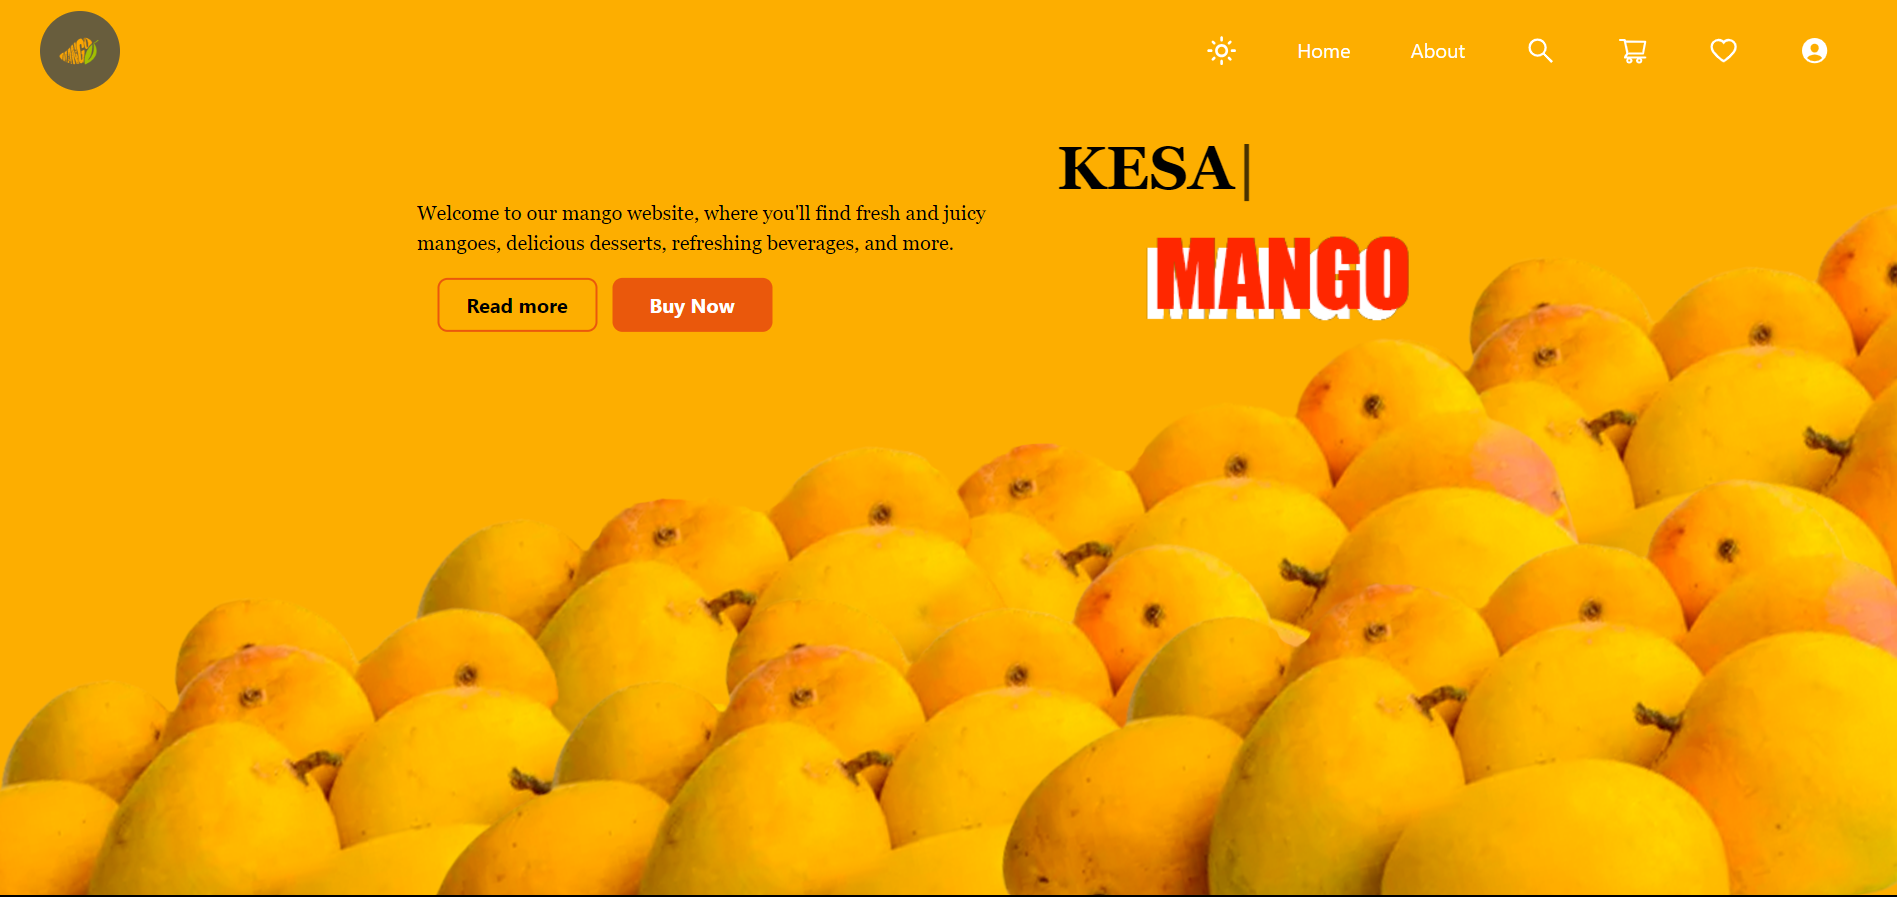 MANGO
Home
About
KESA
Welcome to our mango website, where you'll find fresh and juicy
mangoes, delicious desserts, refreshing beverages, and more.
MANGO
Read more
Buy Now